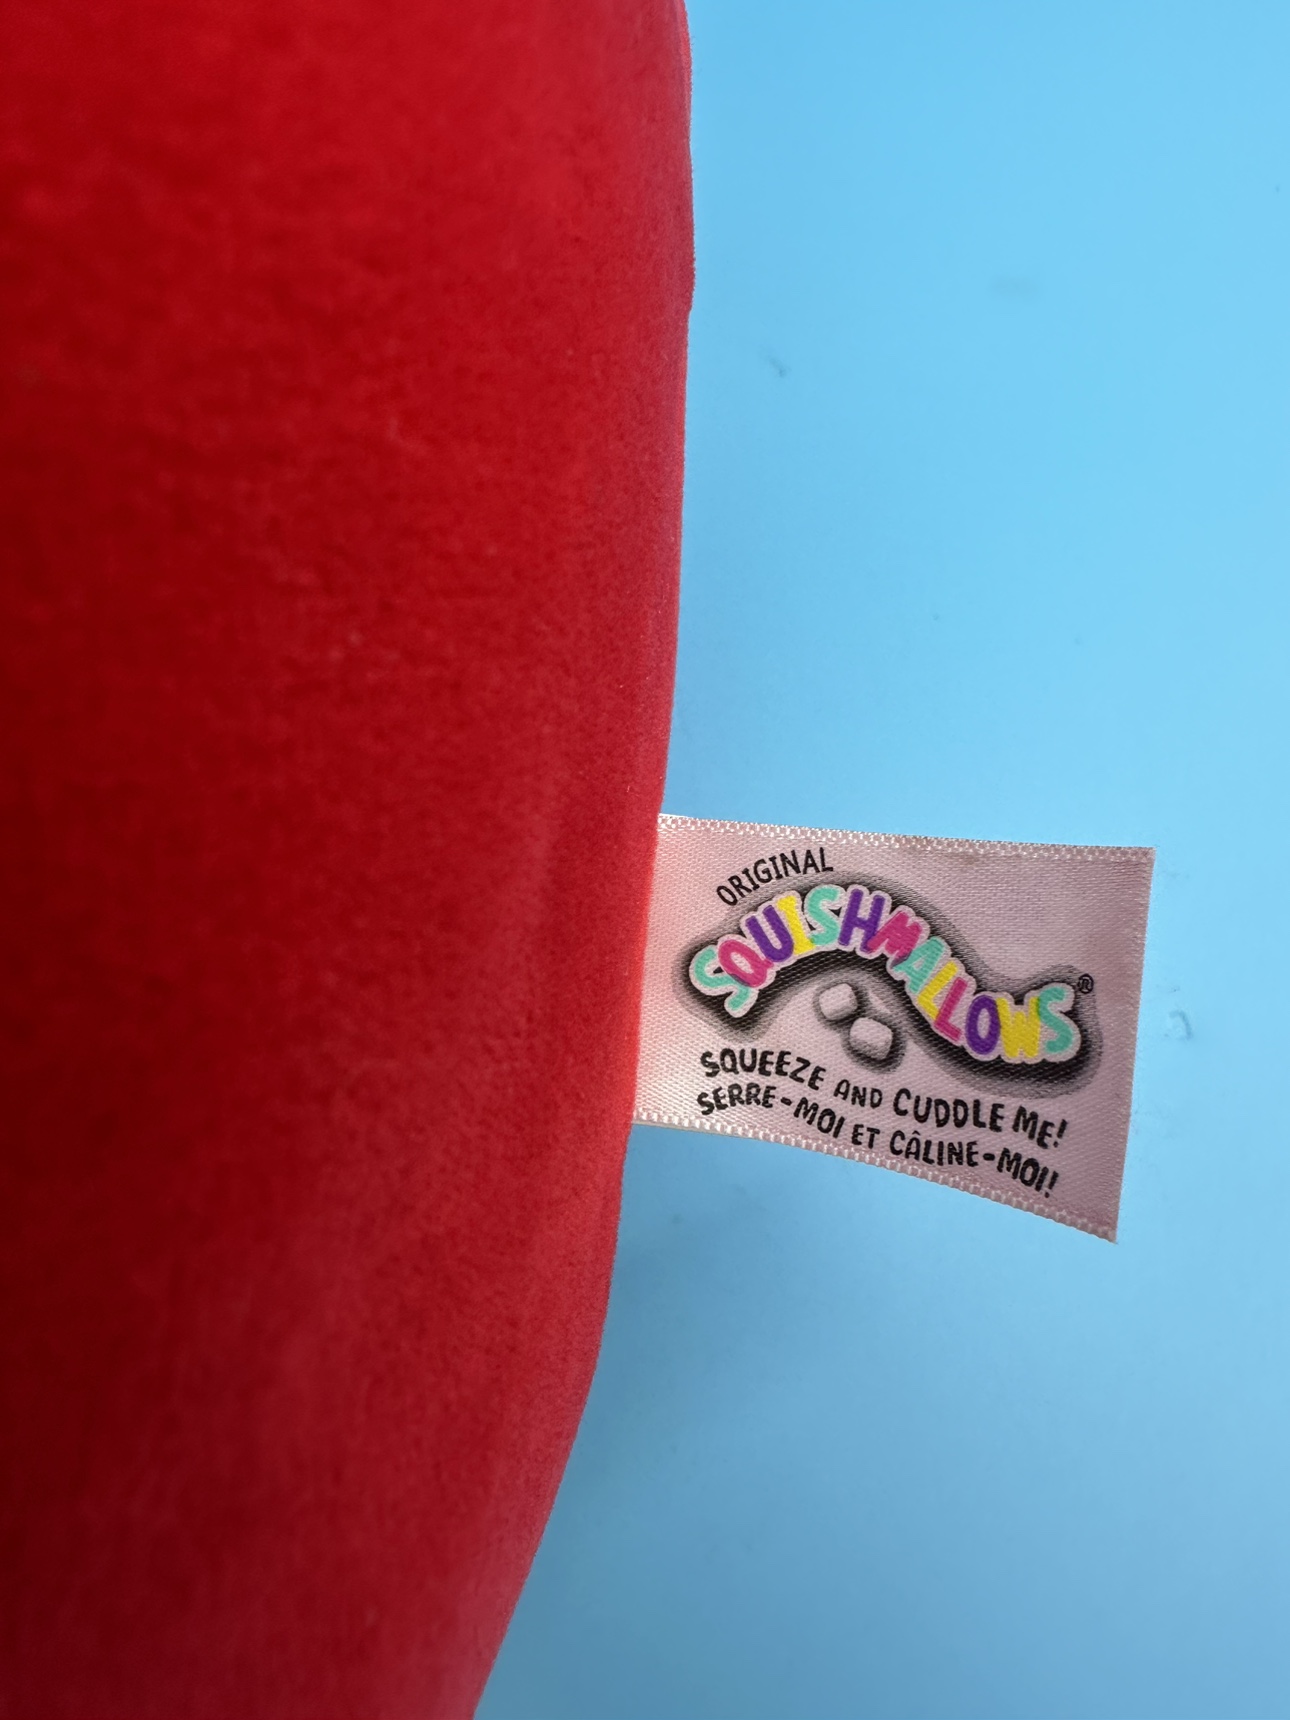 ORIGINAL
SQUISHMALLOWS®
SQUEEZE AND CUDDLE ME!
SERRE-MOI ET CÂLINE-MOI!